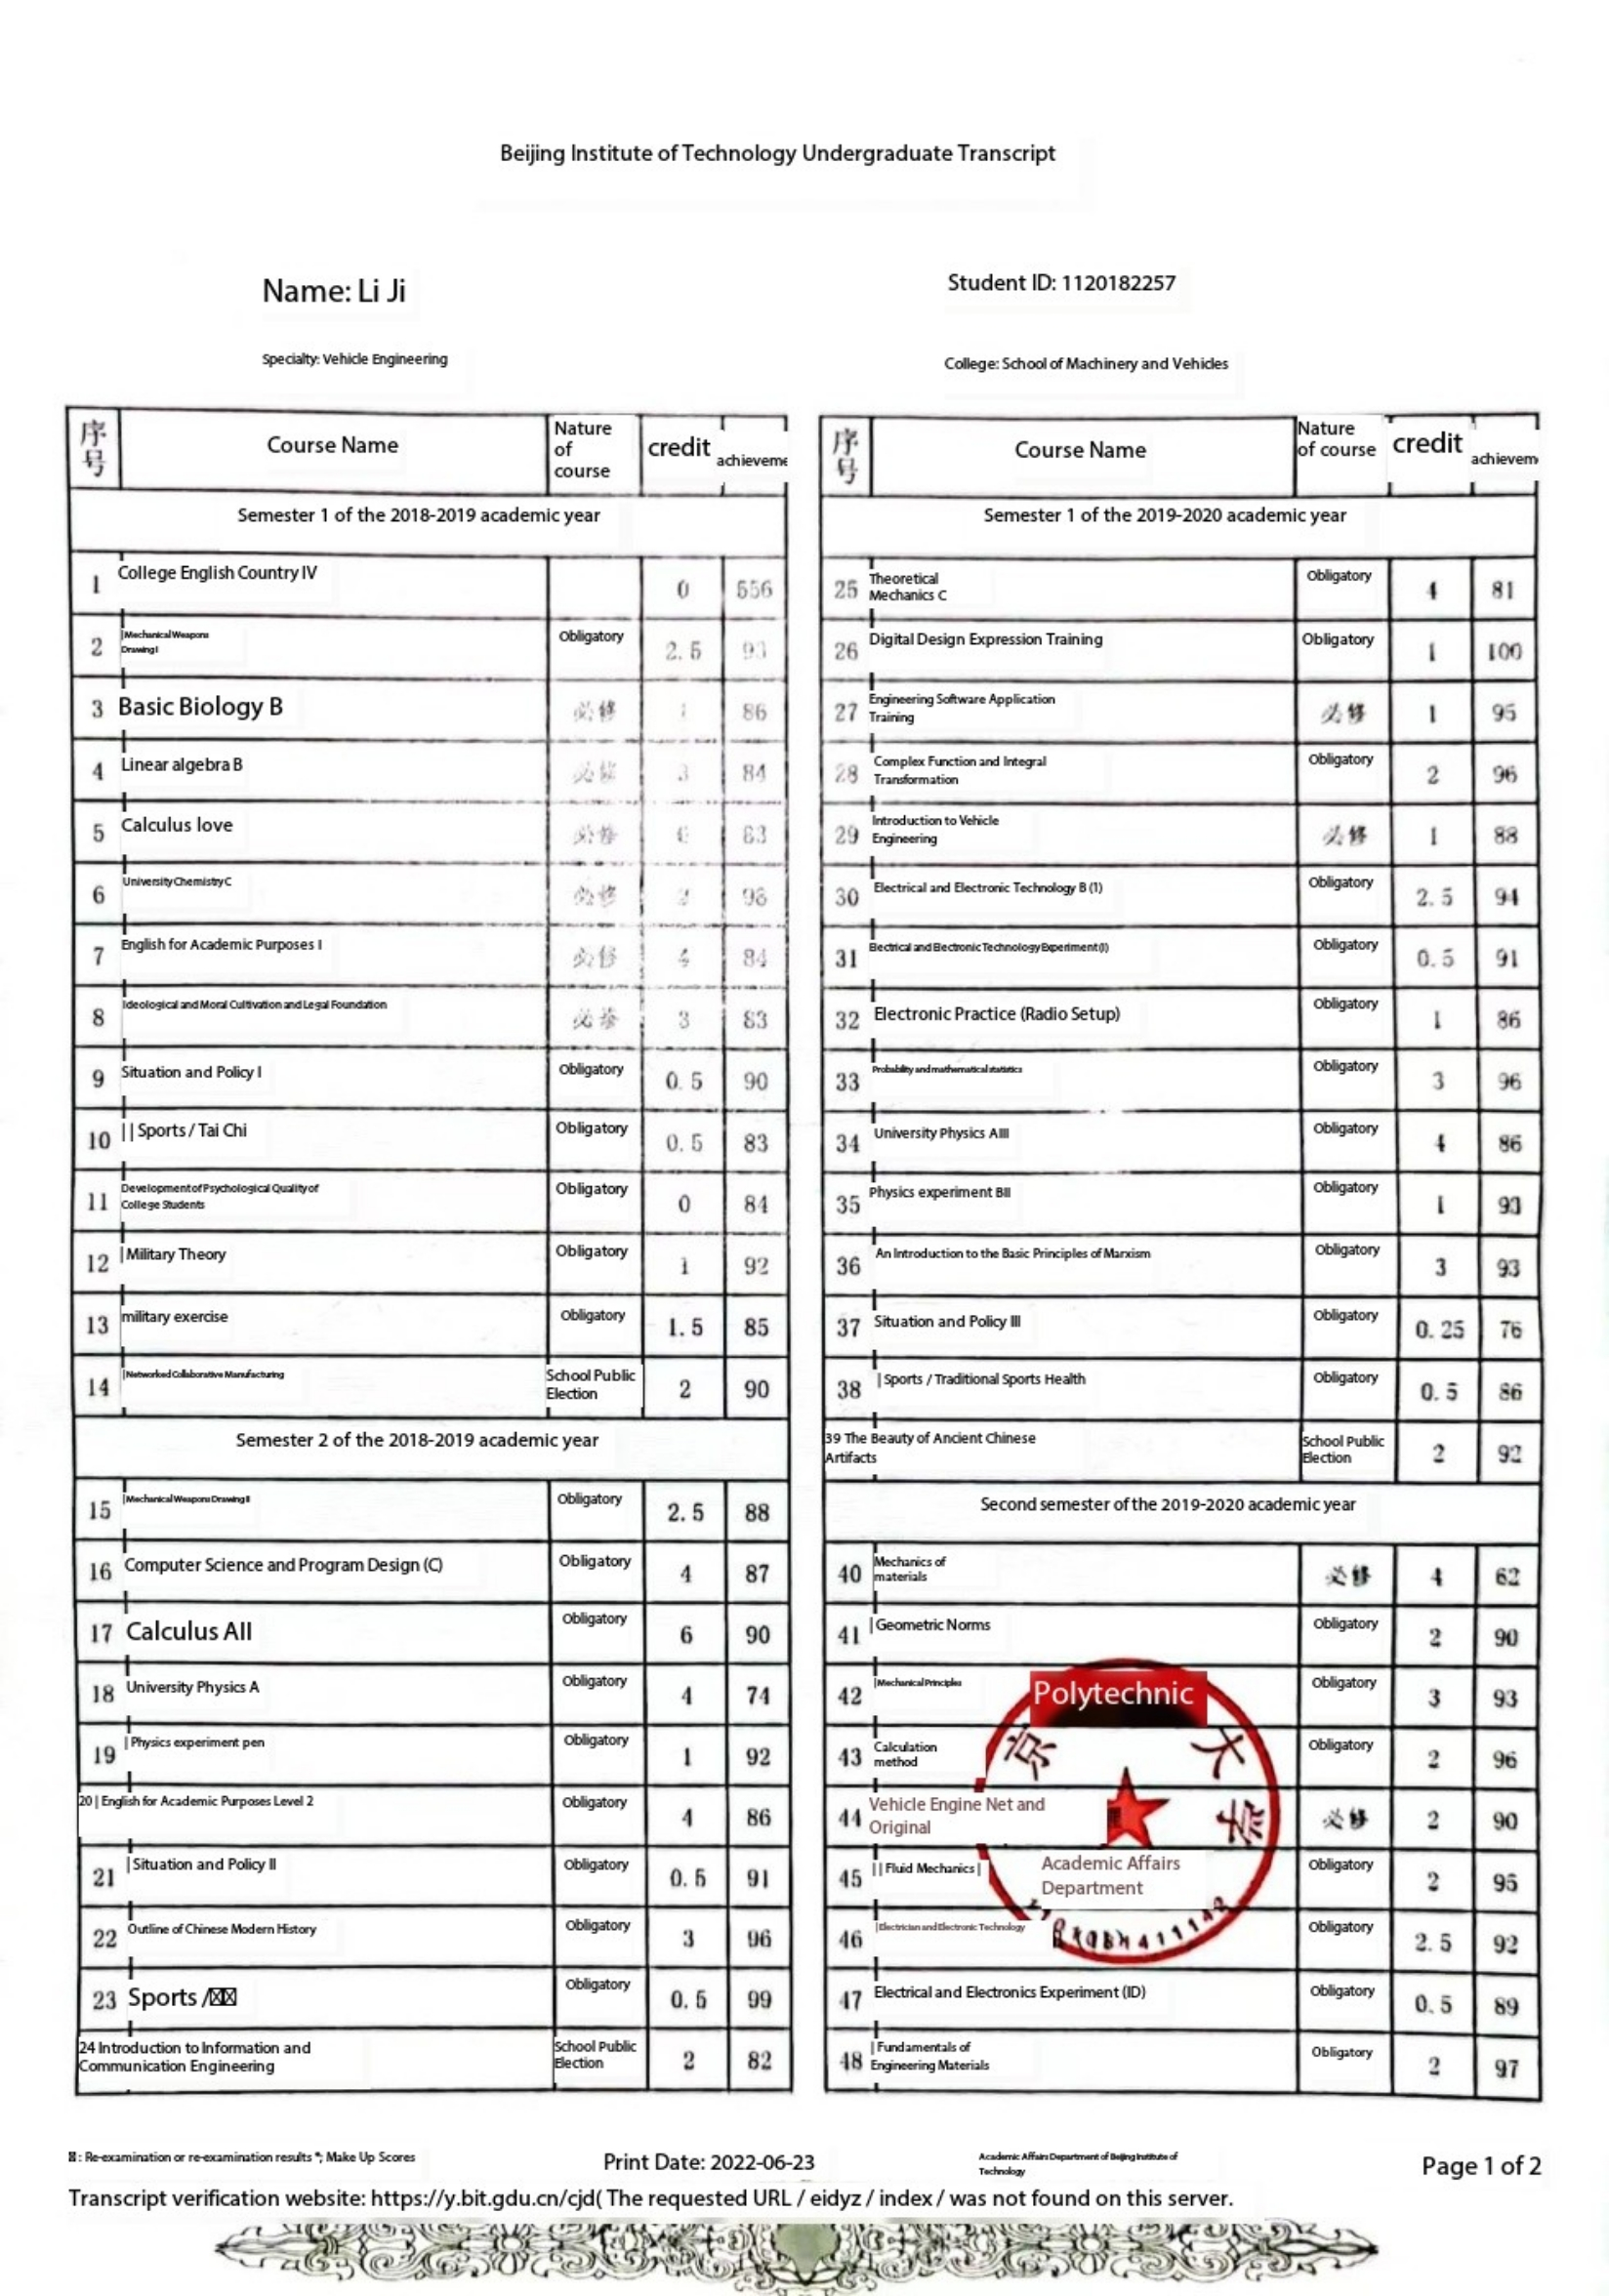 Beijing Institute of Technology Undergraduate Transcript
Name: Li Ji
Student ID: 1120182257
Specialty: Vehicle Engineering
College: School of Machinery and Vehicles
序号 Course Name Nature of course credit achieveme
Semester 1 of the 2018-2019 academic year
1 College English Country IV 0 556
2 |Mechanical Weapons Drawing I Obligatory 2.5 93
3 Basic Biology B 必修 1 86
4 Linear algebra B 必修 3 84
5 Calculus love 必修 6 83
6 University Chemistry C 必修 98
7 English for Academic Purposes I 必修 4 84
8 Ideological and Moral Cultivation and Legal Foundation 必修 3 83
9 Situation and Policy I Obligatory 0.5 90
10 || Sports / Tai Chi Obligatory 0.5 83
11 Development of Psychological Quality of College Students Obligatory 0 84
12 | Military Theory Obligatory 1 92
13 military exercise Obligatory 1.5 85
14 |Networked Collaborative Manufacturing School Public Election 2 90
Semester 2 of the 2018-2019 academic year
15 |Mechanical Weapons Drawing II Obligatory 2.5 88
16 Computer Science and Program Design (C) Obligatory 4 87
17 Calculus AII Obligatory 6 90
18 University Physics A Obligatory 4 74
19 | Physics experiment pen Obligatory 1 92
20 | English for Academic Purposes Level 2 Obligatory 4 86
21 | Situation and Policy II Obligatory 0.5 91
22 Outline of Chinese Modern History Obligatory 3 96
23 Sports / Obligatory 0.5 99
24 Introduction to Information and Communication Engineering School Public Election 2 82
序号 Course Name Nature of course credit achievem
Semester 1 of the 2019-2020 academic year
25 Theoretical Mechanics C Obligatory 4 81
26 Digital Design Expression Training Obligatory 1 100
27 Engineering Software Application Training 必修 1 95
28 Complex Function and Integral Transformation Obligatory 2 96
29 Introduction to Vehicle Engineering 必修 1 88
30 Electrical and Electronic Technology B (1) Obligatory 2.5 94
31 Electrical and Electronic Technology Experiment (I) Obligatory 0.5 91
32 Electronic Practice (Radio Setup) Obligatory 1 86
33 Probability and mathematical statistics Obligatory 3 96
34 University Physics AIII Obligatory 4 86
35 Physics experiment BII Obligatory 1 93
36 An Introduction to the Basic Principles of Marxism Obligatory 3 93
37 Situation and Policy III Obligatory 0.25 76
38 | Sports / Traditional Sports Health Obligatory 0.5 86
39 The Beauty of Ancient Chinese Artifacts School Public Election 2 92
Second semester of the 2019-2020 academic year
40 Mechanics of materials 必修 4 62
41 | Geometric Norms Obligatory 2 90
42 |Mechanical Principles Obligatory 3 93
43 Calculation method Obligatory 2 96
44 Vehicle Engine Net and Original 必修 2 90
45 || Fluid Mechanics | Obligatory 2 95
46 |Electrician and Electronic Technology Obligatory 2.5 92
47 Electrical and Electronics Experiment (ID) Obligatory 0.5 89
48 | Fundamentals of Engineering Materials Obligatory 2 97
Polytechnic
京 大 学
Academic Affairs Department
: Re-examination or re-examination results *; Make Up Scores
Print Date: 2022-06-23
Academic Affairs Department of Beijing Institute of Technology
Page 1 of 2
Transcript verification website: https://y.bit.gdu.cn/cjd( The requested URL / eidyz / index / was not found on this server.